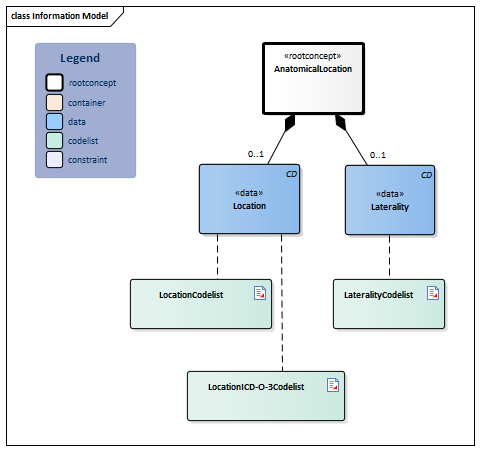 class Information Model
Legend
rootconcept
container
data
codelist
constraint
«rootconcept»
AnatomicalLocation
0..1
0..1
CD
«data»
Location
CD
«data»
Laterality
LocationCodelist
LateralityCodelist
LocationICD-O-3Codelist